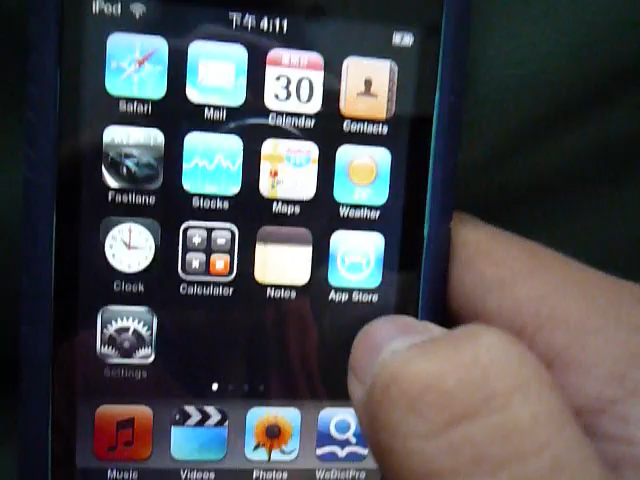 iPod 下午 4:11
Safari Mail Calendar Contacts
30
Fastlane Stocks Maps Weather
Clock Calculator Notes App Store
Settings
Music Videos Photos WeDictPro